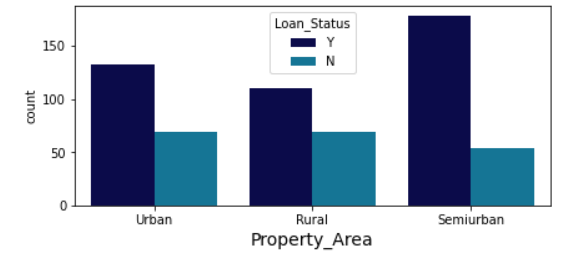 Loan_Status
Y
N
150
100
50
0
count
Urban Rural Semiurban
Property_Area